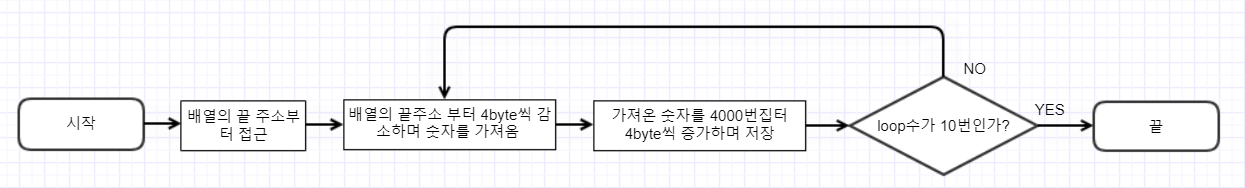 시작
배열의 끝 주소부
터 접근
배열의 끝주소 부터 4byte씩 감
소하며 숫자를 가져옴
가져온 숫자를 4000번집터
4byte씩 증가하며 저장
loop수가 10번인가?
NO
YES
끝